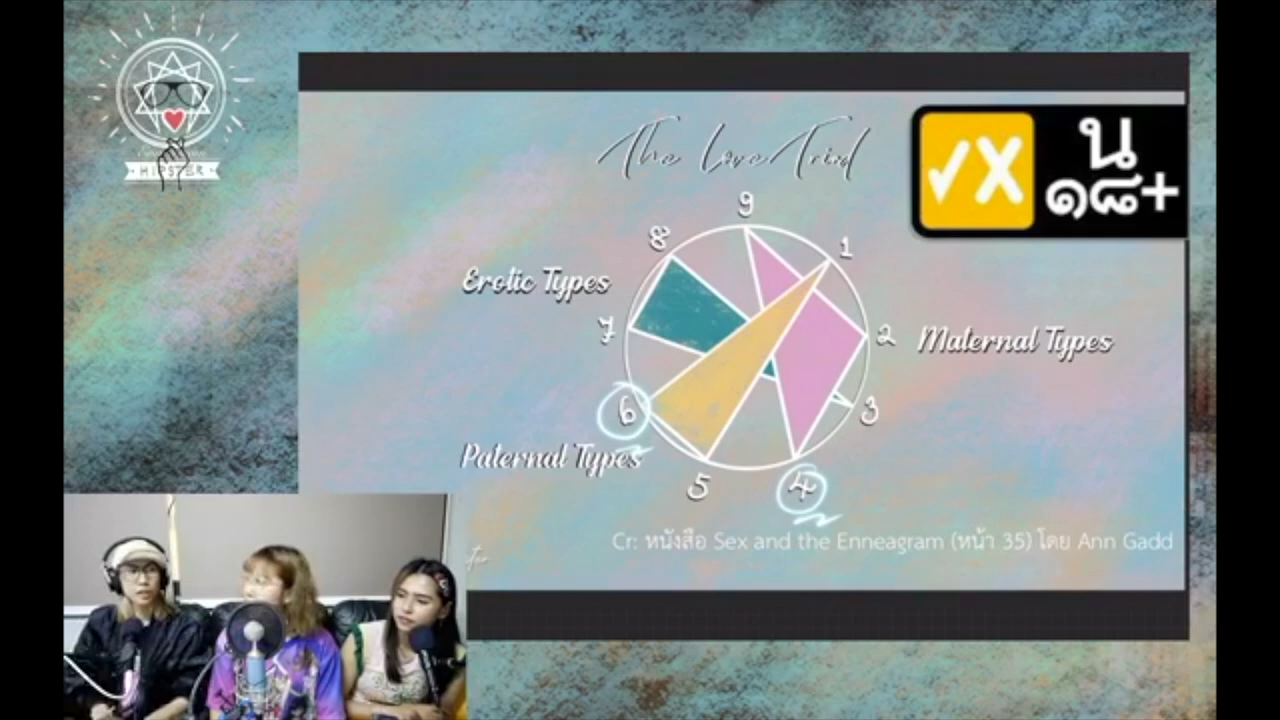 HIPSTER
The Love Triad
✓X
น
๑๘+
9
8
1
Erotic Types
7
2
Maternal Types
6
3
Paternal Types
5
4
Cr: หนังสือ Sex and the Enneagram (หน้า 35) โดย Ann Gadd